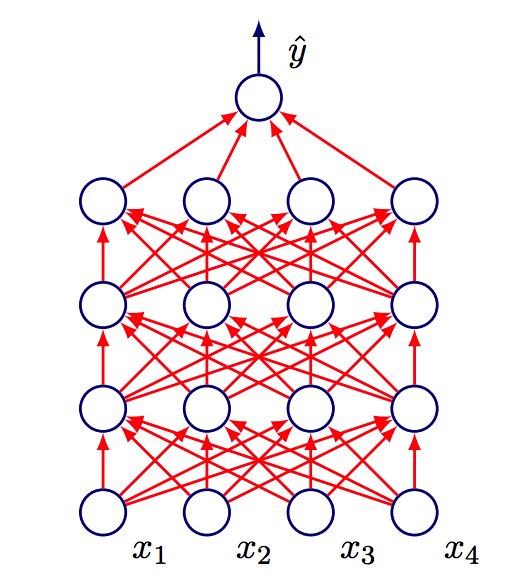 ŷ
x₁ x₂ x₃ x₄